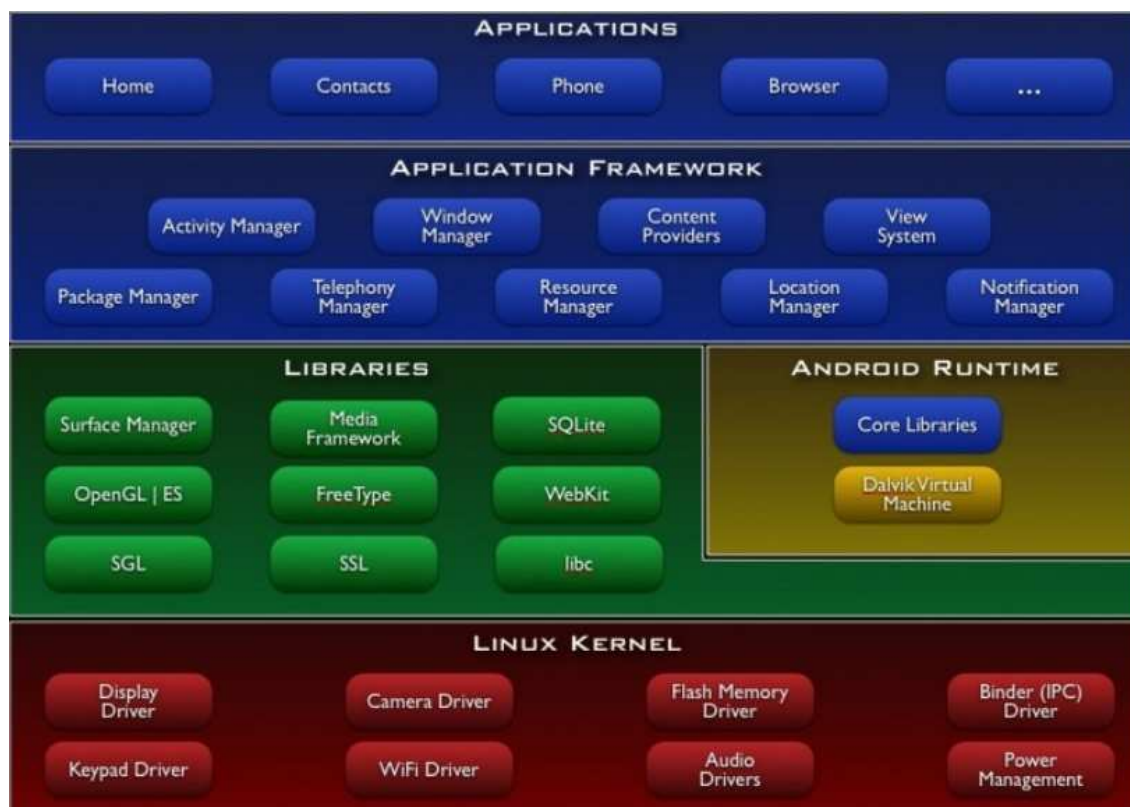 APPLICATIONS
Home
Contacts
Phone
Browser
...
APPLICATION FRAMEWORK
Activity Manager
Window
Manager
Content
Providers
View
System
Package Manager
Telephony
Manager
Resource
Manager
Location
Manager
Notification
Manager
LIBRARIES
Surface Manager
Media
Framework
SQLite
OpenGL | ES
FreeType
WebKit
SGL
SSL
libc
ANDROID RUNTIME
Core Libraries
Dalvik Virtual
Machine
LINUX KERNEL
Display
Driver
Camera Driver
Flash Memory
Driver
Binder (IPC)
Driver
Keypad Driver
WiFi Driver
Audio
Drivers
Power
Management